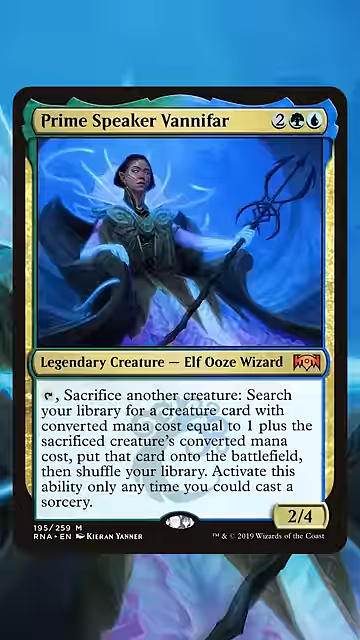 Prime Speaker Vannifar 2
Legendary Creature — Elf Ooze Wizard
, Sacrifice another creature: Search
your library for a creature card with
converted mana cost equal to 1 plus the
sacrificed creature's converted mana
cost, put that card onto the battlefield,
then shuffle your library. Activate this
ability only any time you could cast a
sorcery.
2/4
195/259 M
RNA • EN Kieran Yanner ™ & © 2019 Wizards of the Coast